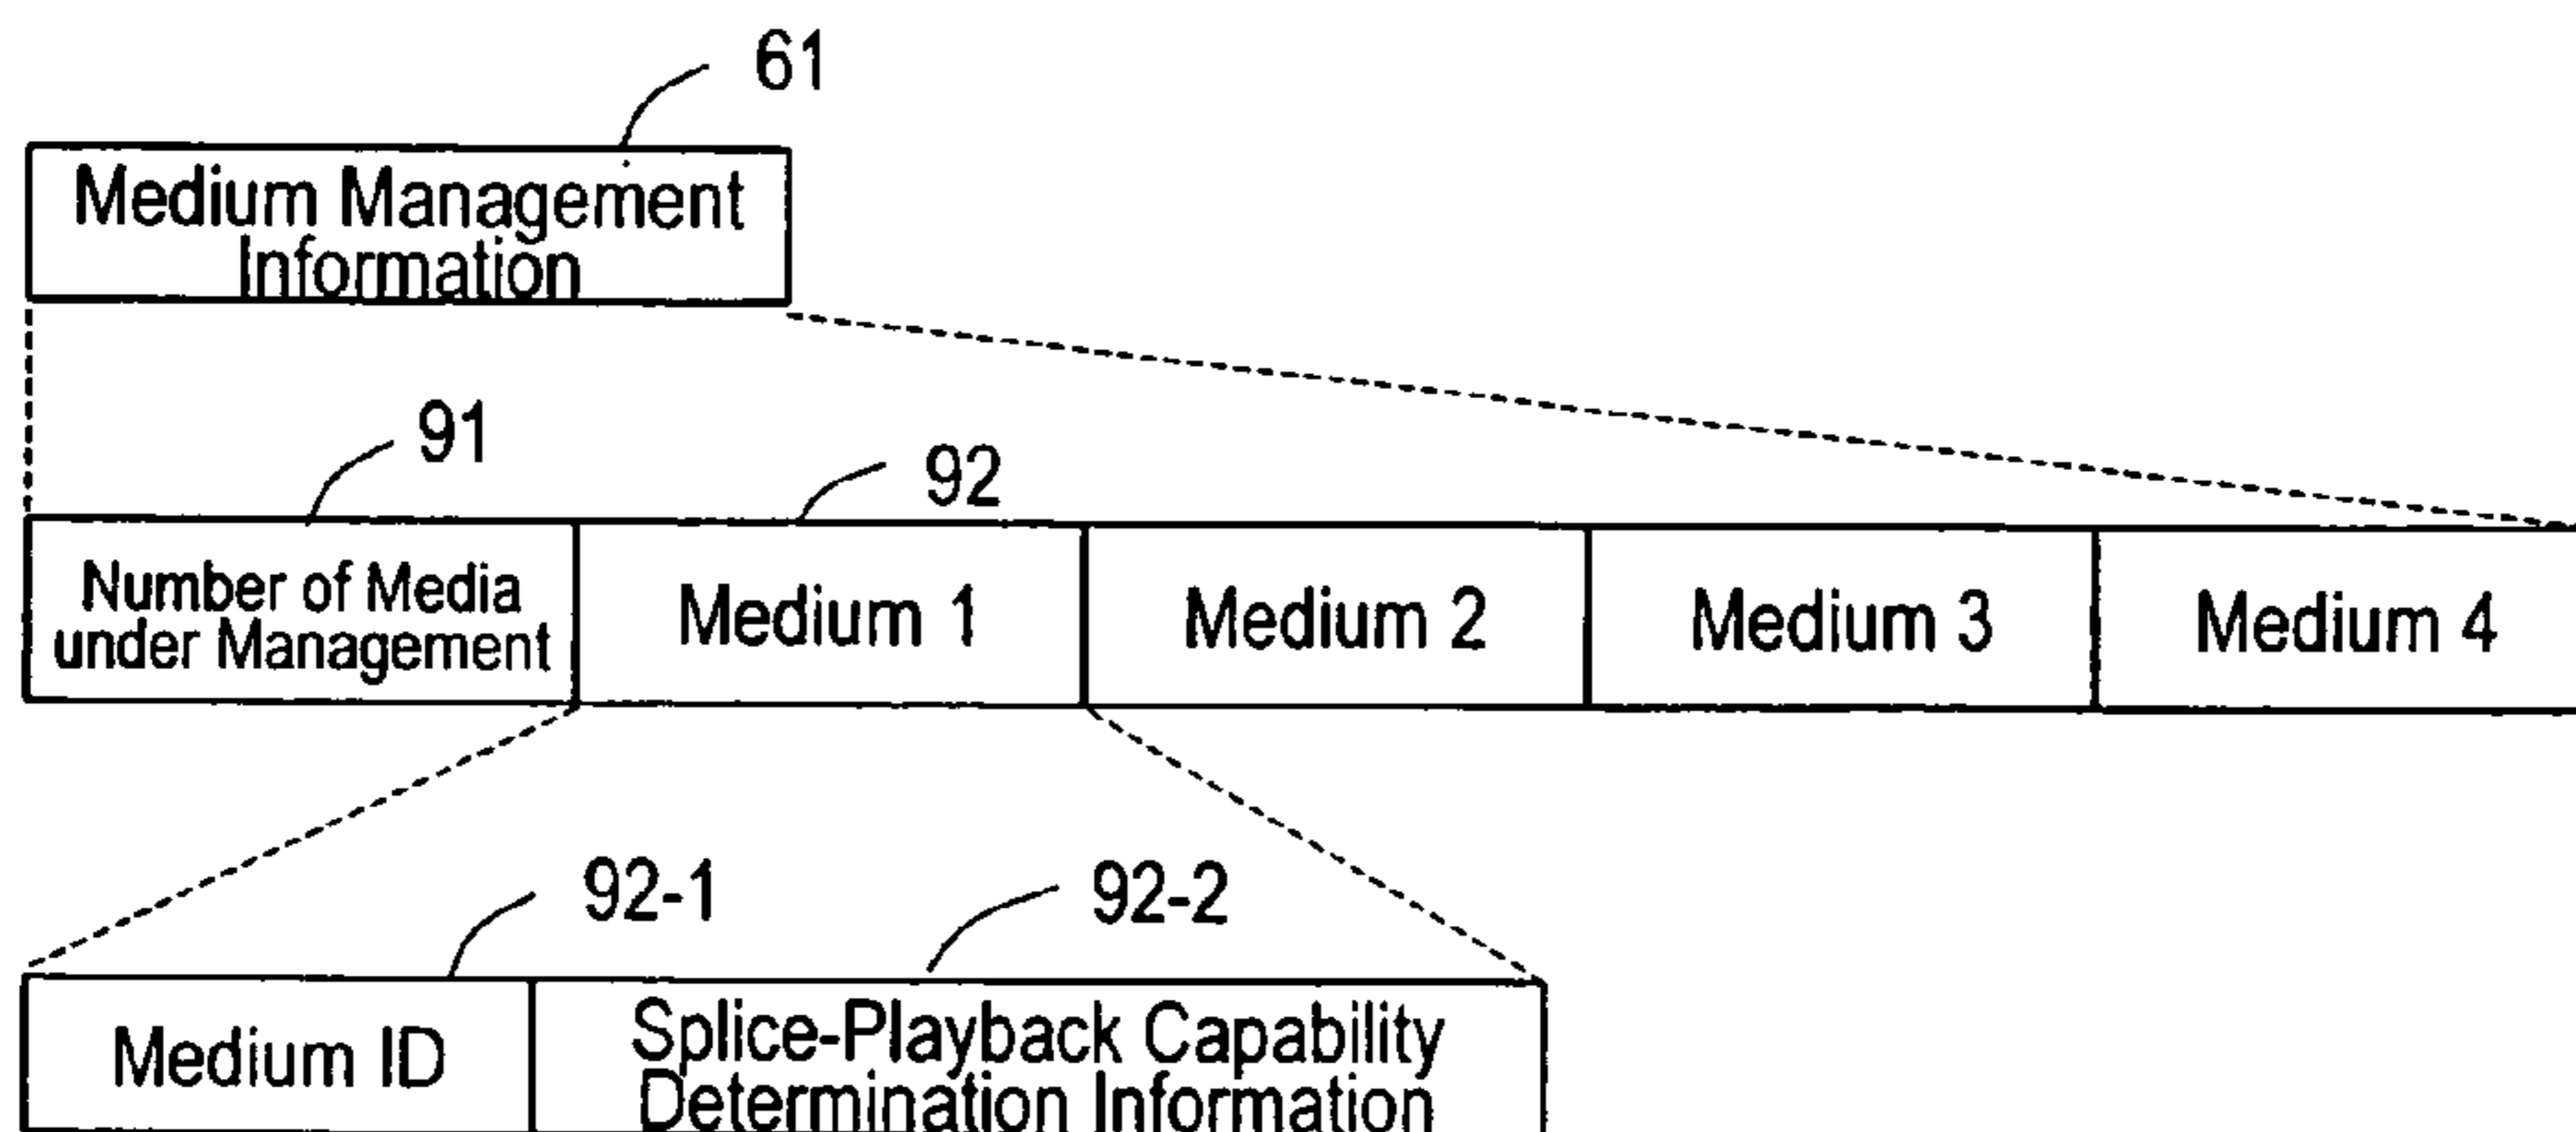 61
Medium Management
Information
91
92
Number of Media
under Management
Medium 1
Medium 2
Medium 3
Medium 4
92-1
92-2
Medium ID
Splice-Playback Capability
Determination Information